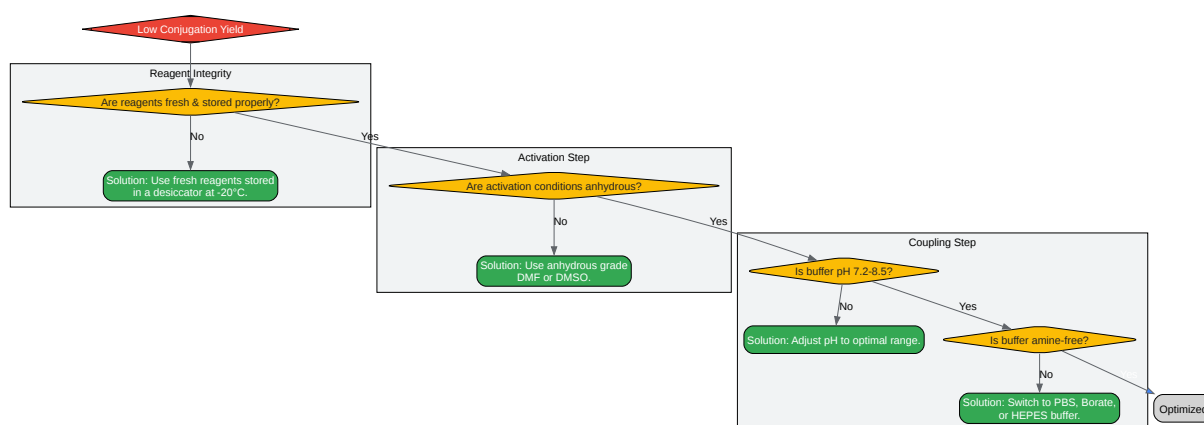 Low Conjugation Yield
Reagent Integrity
Are reagents fresh & stored properly?
No
Yes
Solution: Use fresh reagents stored
in a desiccator at -20°C.
Activation Step
Are activation conditions anhydrous?
No
Yes
Solution: Use anhydrous grade
DMF or DMSO.
Coupling Step
Is buffer pH 7.2-8.5?
No
Yes
Solution: Adjust pH to optimal range.
Is buffer amine-free?
No
Solution: Switch to PBS, Borate,
or HEPES buffer.
Optimized